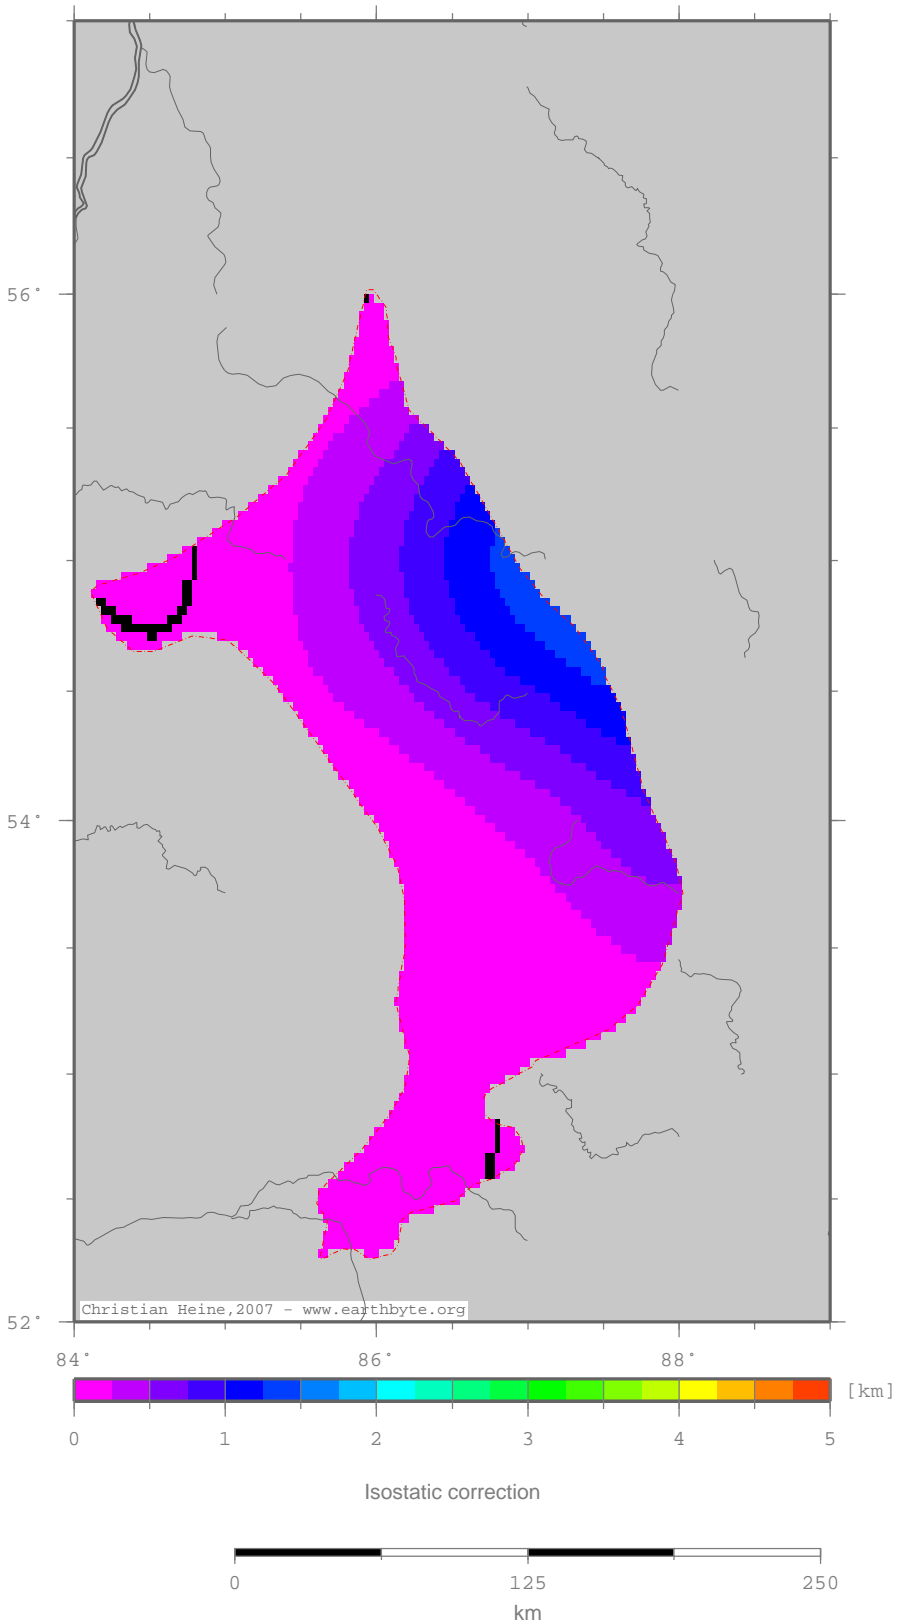 56°
54°
Christian Heine,2007 - www.earthbyte.org
52°
84° 86° 88°
[km]
0 1 2 3 4 5
Isostatic correction
0 125 250
km